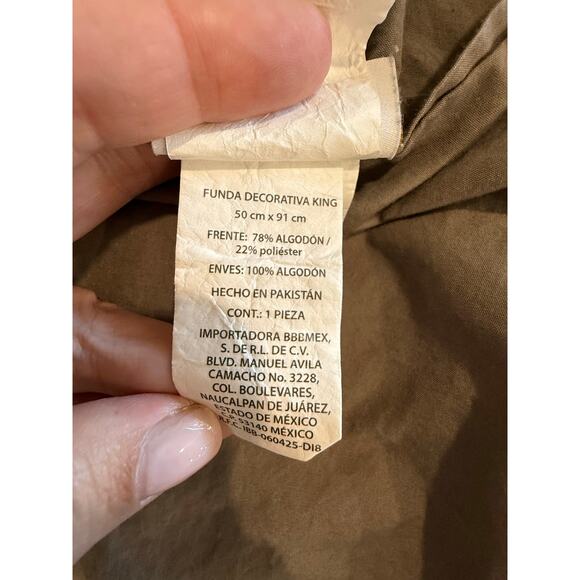 FUNDA DECORATIVA KING
50 cm x 91 cm
FRENTE: 78% ALGODÓN /
22% poliéster
ENVES: 100% ALGODÓN
HECHO EN PAKISTÁN
CONT.: 1 PIEZA
IMPORTADORA BBBMEX,
S. DE R.L. DE C.V.
BLVD. MANUEL AVILA
CAMACHO No. 3228,
COL. BOULEVARES,
NAUCALPAN DE JUÁREZ,
ESTADO DE MÉXICO
C.P. 53140 MÉXICO
IBB-060425-DI8